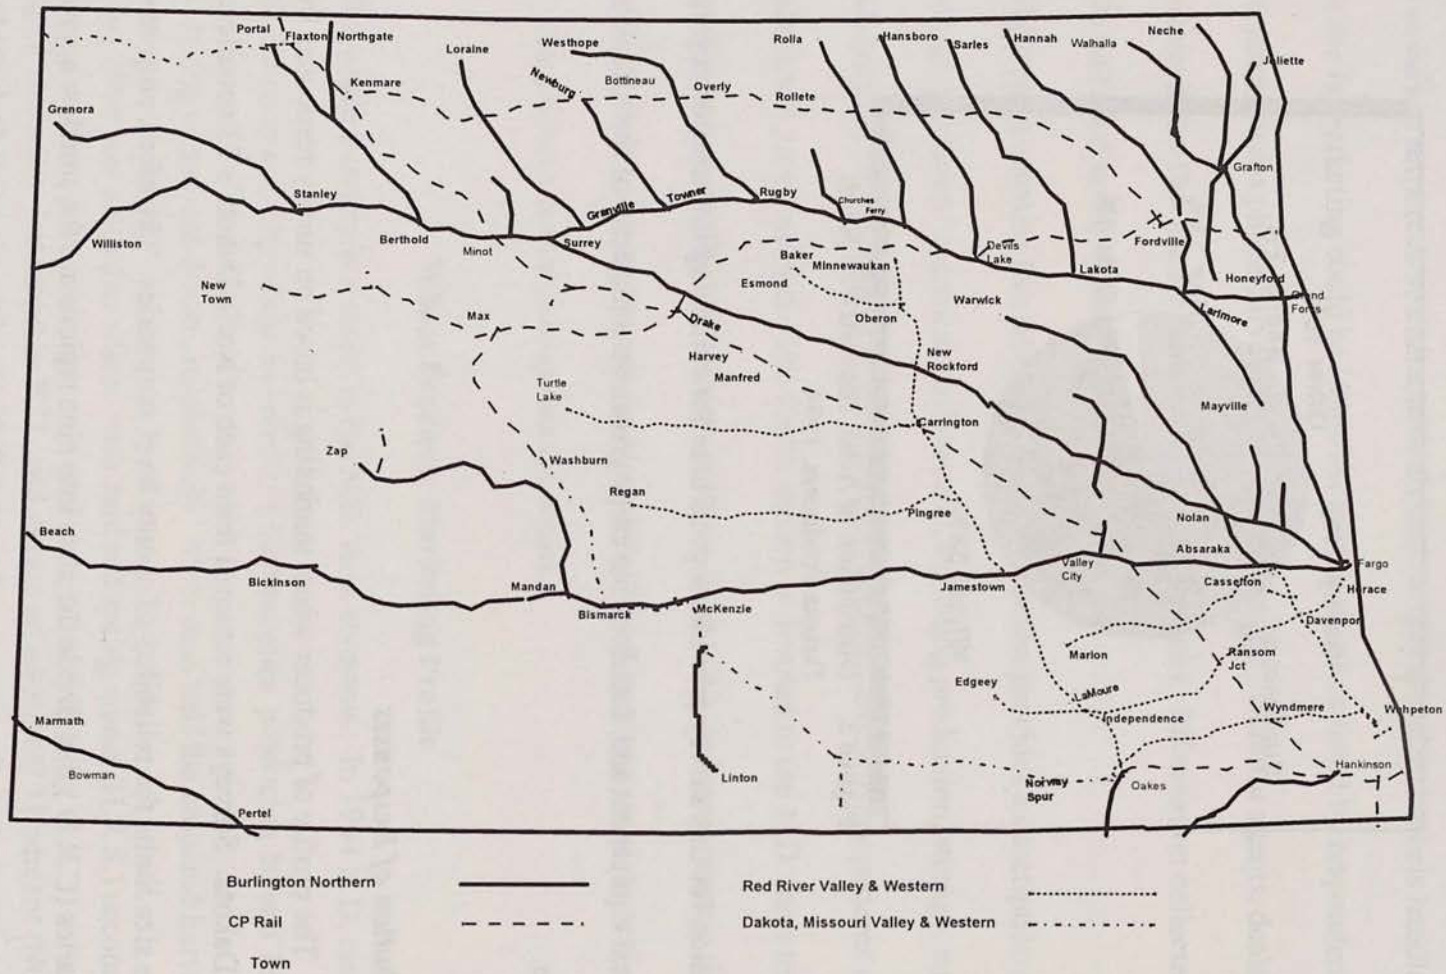 Portal
Flaxton
Northgate
Loraine
Westhope
Rolla
Hansboro
Sarles
Hannah
Walhalla
Neche
Joliette
Kenmare
Newburg
Bottineau
Overly
Rollete
Grenora
Grafton
Stanley
Granville
Towner
Rugby
Churches
Ferry
Williston
Berthold
Minot
Surrey
Baker
Minnewaukan
Devils
Lake
Fordville
Lakota
Honeyford
New
Town
Esmond
Warwick
Grand
Forks
Max
Drake
Oberon
Larimore
Harvey
Manfred
New
Rockford
Turtle
Lake
Mayville
Carrington
Zap
Washburn
Regan
Pingree
Nolan
Beach
Absaraka
Bickinson
Mandan
Jamestown
Valley
City
Casselton
Fargo
Horace
Bismarck
McKenzie
Davenport
Marion
Ransom
Jct
Edgeey
LaMoure
Independence
Wyndmere
Wahpeton
Marmath
Bowman
Linton
Norway
Spur
Oakes
Hankinson
Pertel
Burlington Northern
Red River Valley & Western
CP Rail
Dakota, Missouri Valley & Western
Town